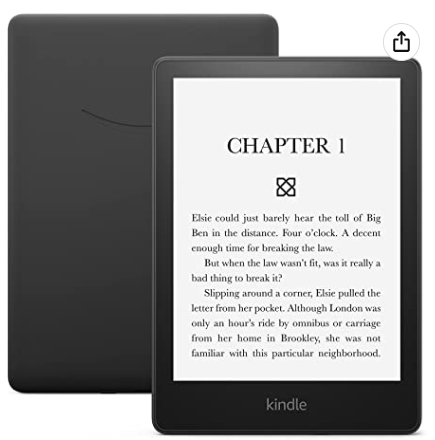 CHAPTER 1
Elsie could just barely hear the toll of Big
Ben in the distance. Four o'clock. A decent
enough time for breaking the law.
But when the law wasn't fit, was it really a
bad thing to break it?
Slipping around a corner, Elsie pulled the
letter from her pocket. Although London was
only an hour's ride by omnibus or carriage
from her home in Brookley, she was not
familiar with this particular neighborhood.
kindle